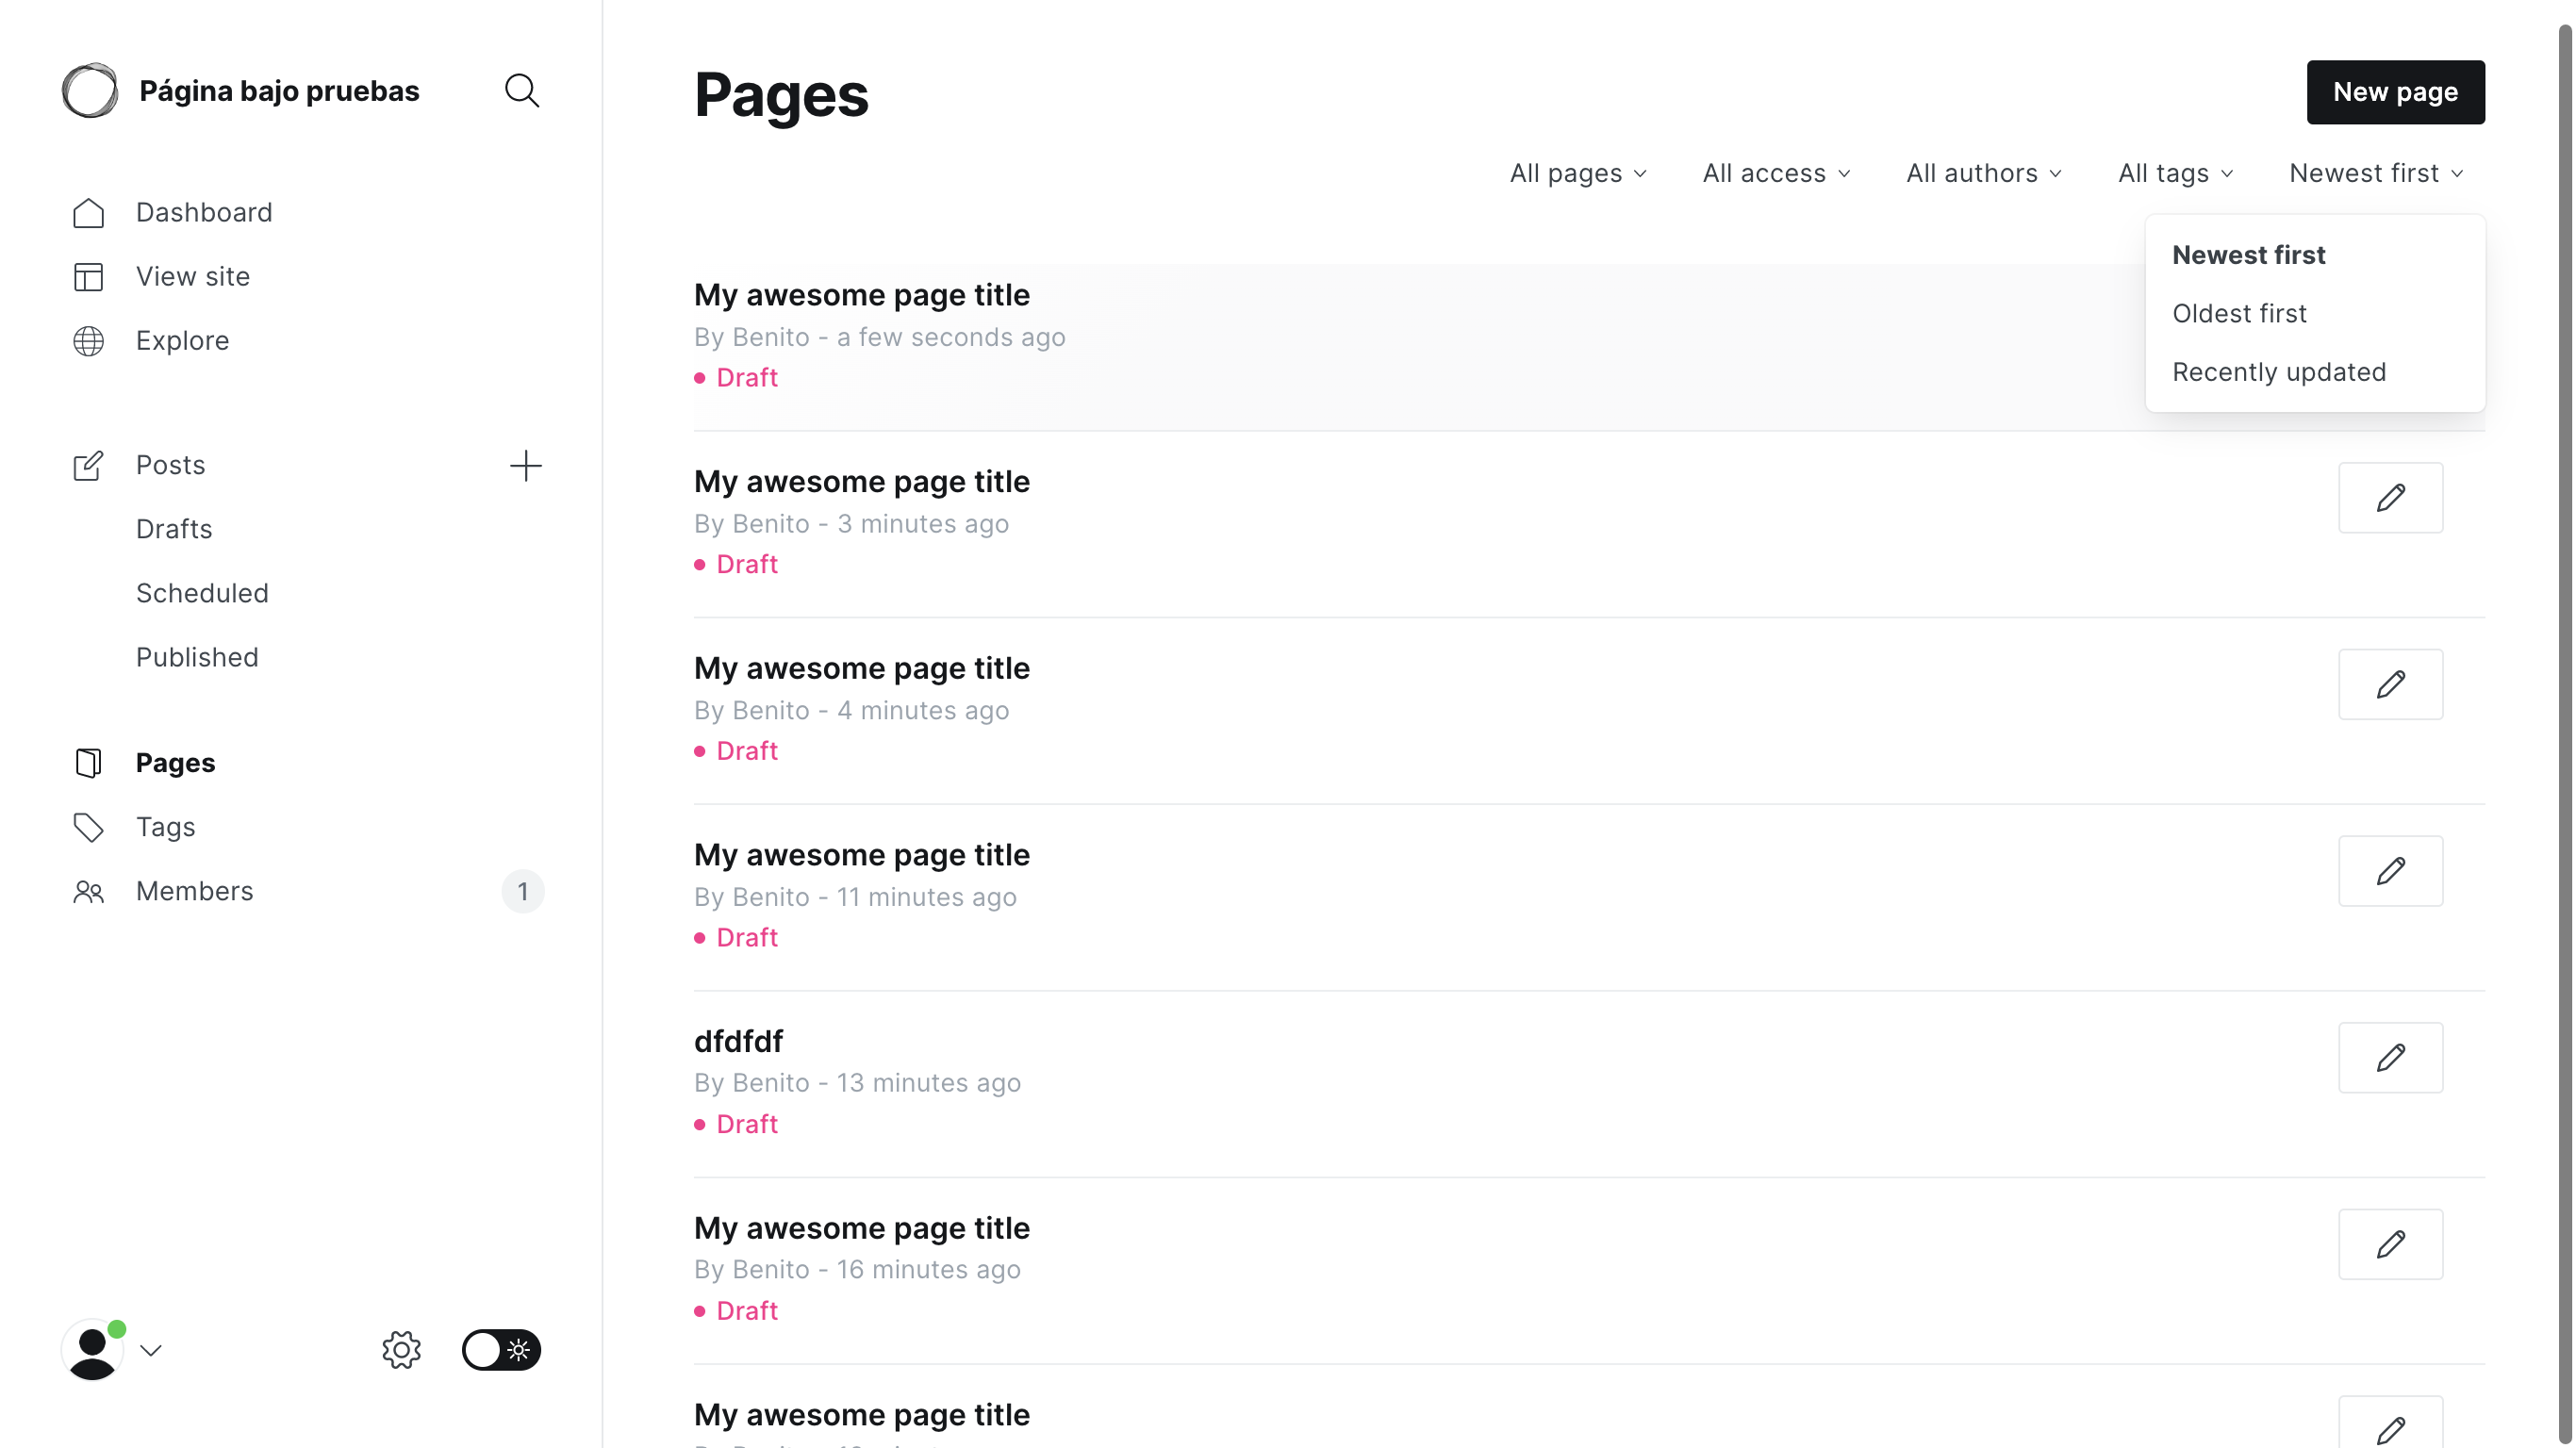 Página bajo pruebas
Dashboard
View site
Explore
Posts
Drafts
Scheduled
Published
Pages
Tags
Members
1
Pages
New page
All pages
All access
All authors
All tags
Newest first
Newest first
Oldest first
Recently updated
My awesome page title
By Benito - a few seconds ago
Draft
My awesome page title
By Benito - 3 minutes ago
Draft
My awesome page title
By Benito - 4 minutes ago
Draft
My awesome page title
By Benito - 11 minutes ago
Draft
dfdfdf
By Benito - 13 minutes ago
Draft
My awesome page title
By Benito - 16 minutes ago
Draft
My awesome page title